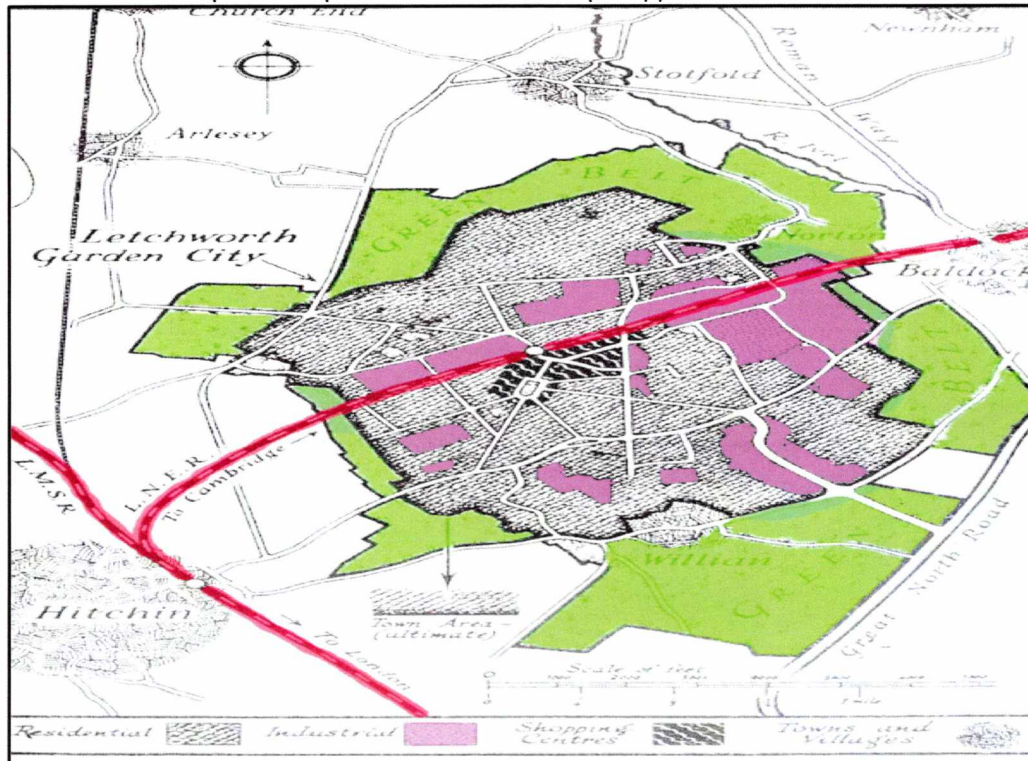 Church End
Newnham
Stotfold
Roman
Way
Arlesey
R. Ivel
GREEN
BELT
Norton
Letchworth
Garden City
Baldock
BELT
L.N.E.R.
To Cambridge
L.M.S.R
Willian
GREEN
Great North Road
Hitchin
To London
Town Area -
(ultimate)
Scale of feet
1 mile
Residential
Industrial
Shopping
Centres
Towns and
Villages